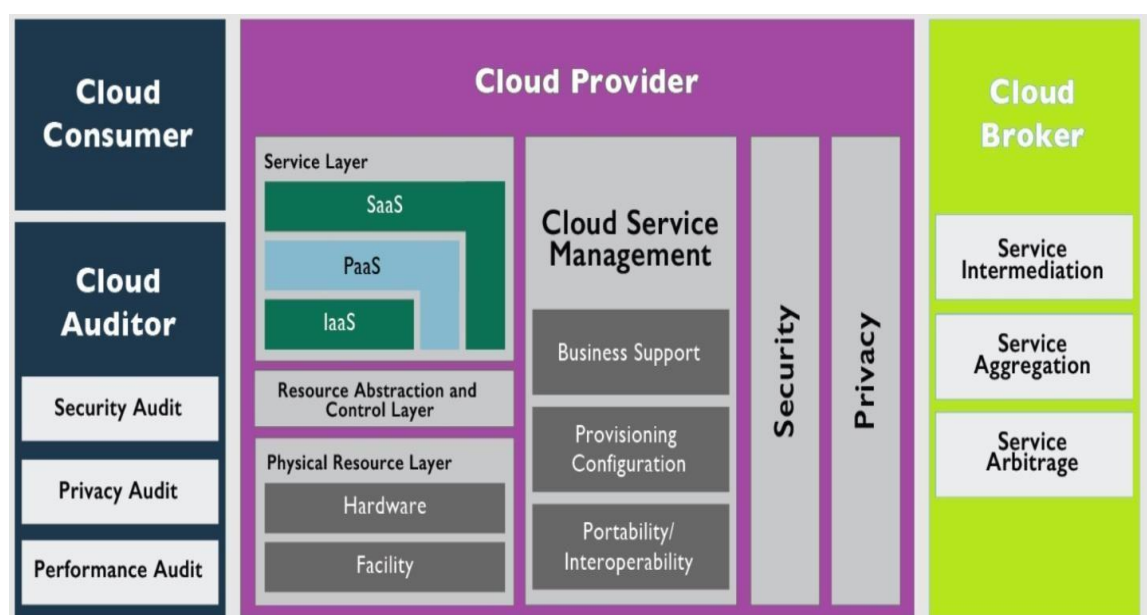 Cloud
Consumer
Cloud
Auditor
Security Audit
Privacy Audit
Performance Audit
Cloud Provider
Service Layer
SaaS
PaaS
IaaS
Resource Abstraction and
Control Layer
Physical Resource Layer
Hardware
Facility
Cloud Service
Management
Business Support
Provisioning
Configuration
Portability/
Interoperability
Security
Privacy
Cloud
Broker
Service
Intermediation
Service
Aggregation
Service
Arbitrage